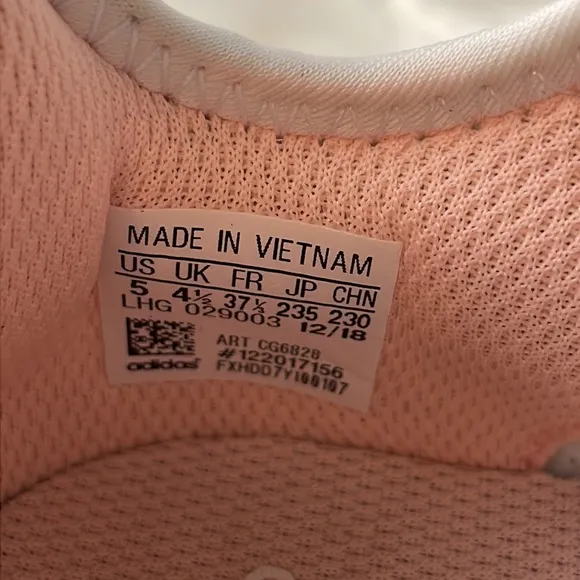 MADE IN VIETNAM
US UK FR JP CHN
5 4½ 37⅓ 235 230
LHG 029003 12/18
ART CG6828
#122017156
FXHDD7Y100107
adidas